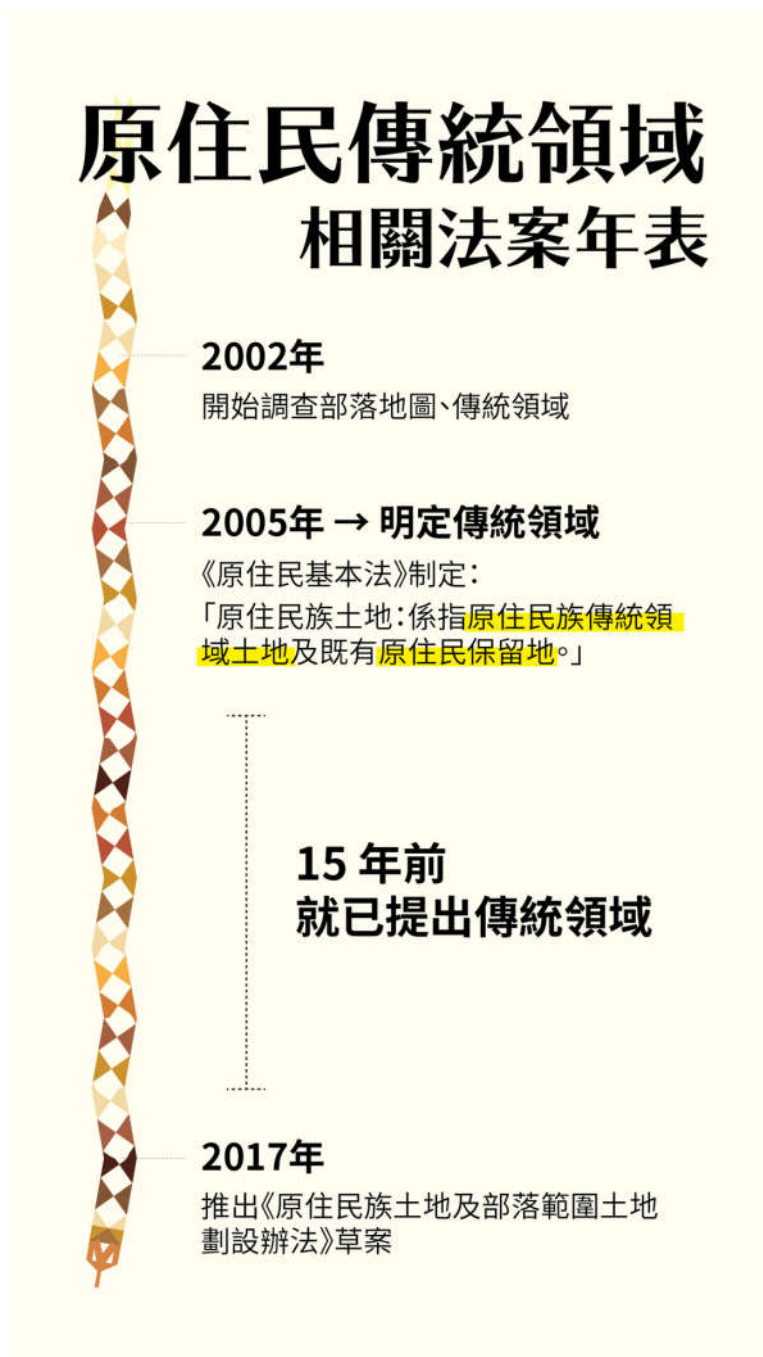 原住民傳統領域
相關法案年表
2002年
開始調查部落地圖、傳統領域
2005年 → 明定傳統領域
《原住民基本法》制定：
「原住民族土地：係指原住民族傳統領
域土地及既有原住民保留地。」
15 年前
就已提出傳統領域
2017年
推出《原住民族土地及部落範圍土地
劃設辦法》草案